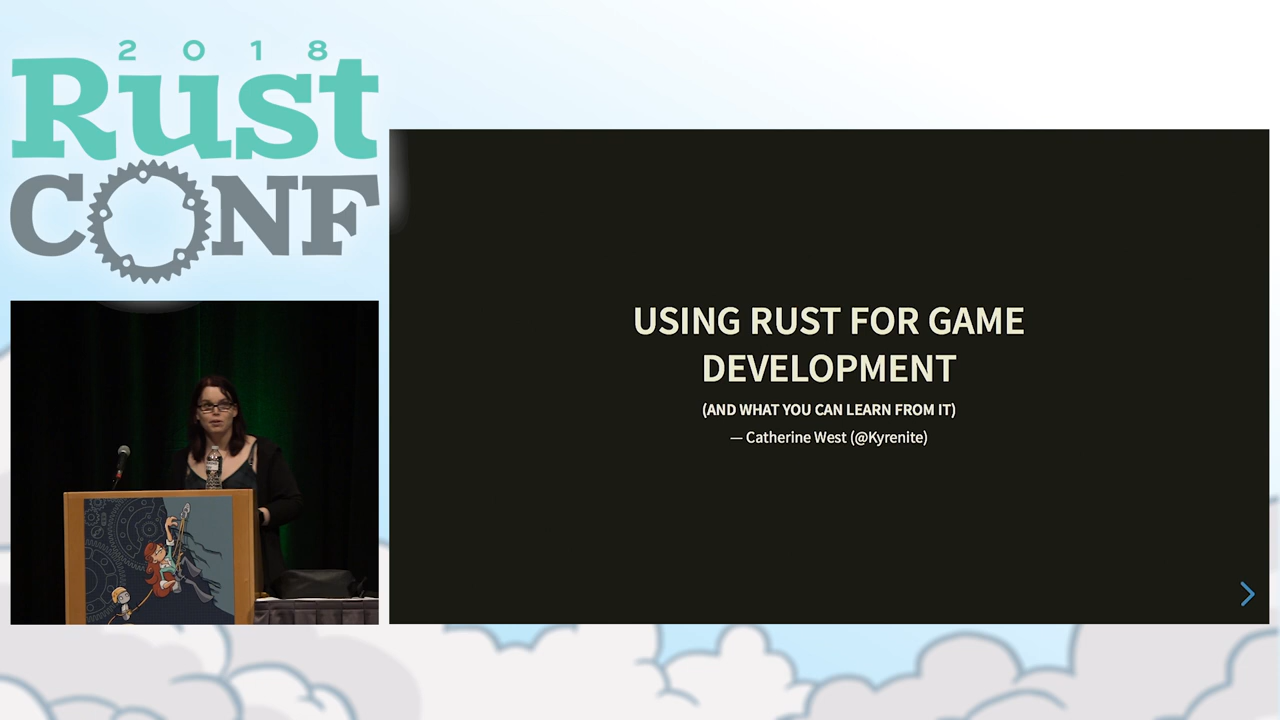 2018
Rust
CONF
USING RUST FOR GAME
DEVELOPMENT
(AND WHAT YOU CAN LEARN FROM IT)
— Catherine West (@Kyrenite)